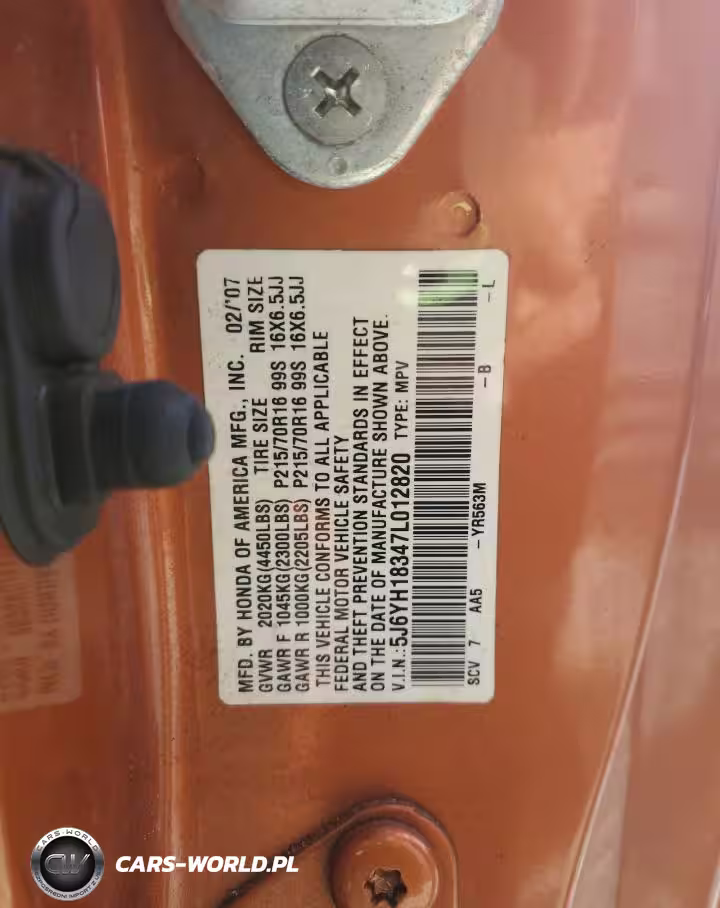 MFD. BY HONDA OF AMERICA MFG., INC. 02/'07
GVWR 2020KG(4450LBS) TIRE SIZE RIM SIZE
GAWR F 1045KG(2300LBS) P215/70R16 99S 16X6.5JJ
GAWR R 1000KG(2205LBS) P215/70R16 99S 16X6.5JJ
THIS VEHICLE CONFORMS TO ALL APPLICABLE
FEDERAL MOTOR VEHICLE SAFETY
AND THEFT PREVENTION STANDARDS IN EFFECT
ON THE DATE OF MANUFACTURE SHOWN ABOVE.
V.I.N.:5J6YH18347L012820 TYPE: MPV
SCV 7 AA5 - YR563M - B - L
CARS-WORLD
CW
CARS-WORLD.PL